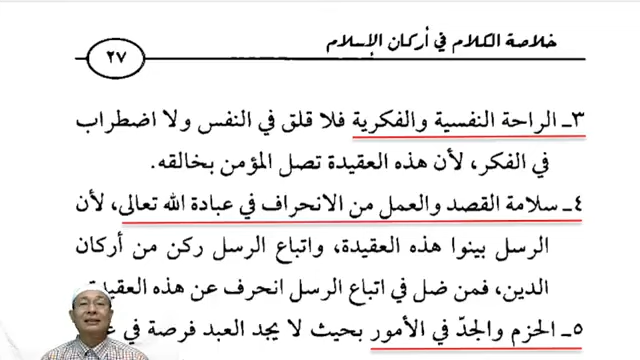 خلاصة الكلام في أركان الإسلام
٢٧
٣ـ الراحة النفسية والفكرية فلا قلق في النفس ولا اضطراب
في الفكر، لأن هذه العقيدة تصل المؤمن بخالقه.
٤ـ سلامة القصد والعمل من الانحراف في عبادة الله تعالى، لأن
الرسل بينوا هذه العقيدة، واتباع الرسل ركن من أركان
الدين، فمن ضل في اتباع الرسل انحرف عن هذه العقيدة
٥ـ الحزم والجدّ في الأمور بحيث لا يجد العبد فرصة في